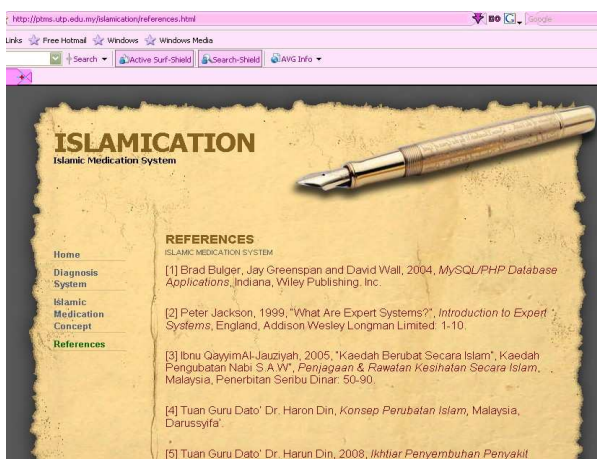 http://ptms.utp.edu.my/islamication/references.html
Google
Links Free Hotmail Windows Windows Media
Search Active Surf-Shield Search-Shield AVG Info
ISLAMICATION
Islamic Medication System
Home
Diagnosis
System
Islamic
Medication
Concept
References
REFERENCES
ISLAMIC MEDICATION SYSTEM
[1] Brad Bulger, Jay Greenspan and David Wall, 2004, MySQL/PHP Database
Applications, Indiana, Wiley Publishing. Inc.
[2] Peter Jackson, 1999, "What Are Expert Systems?", Introduction to Expert
Systems, England, Addison Wesley Longman Limited: 1-10.
[3] Ibnu QayyimAl-Jauziyah, 2005, "Kaedah Berubat Secara Islam", Kaedah
Pengubatan Nabi S.A.W", Penjagaan & Rawatan Kesihatan Secara Islam,
Malaysia, Penerbitan Seribu Dinar: 50-90.
[4] Tuan Guru Dato' Dr. Haron Din, Konsep Perubatan Islam, Malaysia,
Darussyifa'.
[5] Tuan Guru Dato' Dr. Harun Din, 2008, Ikhtiar Penyembuhan Penyakit